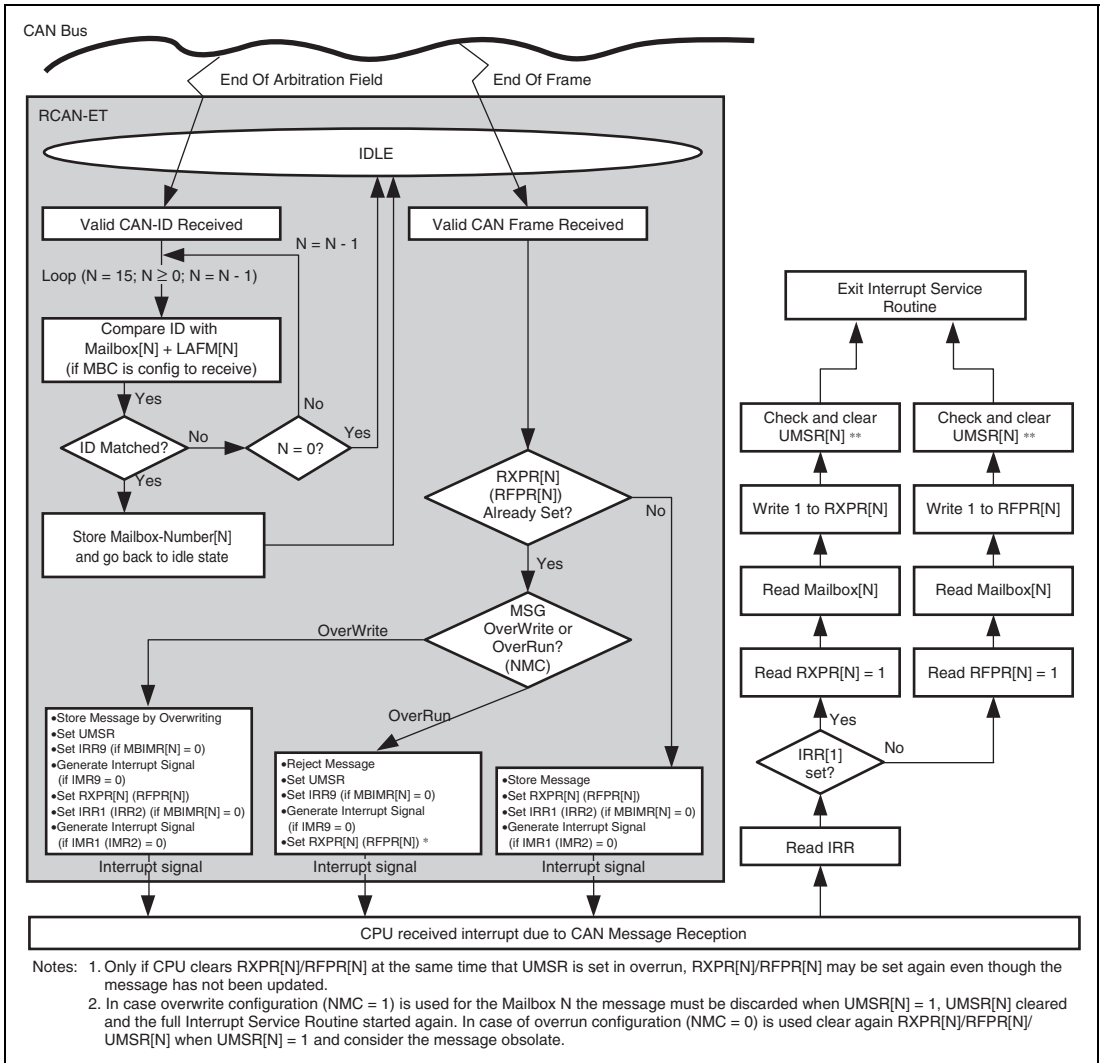 CAN Bus
End Of Arbitration Field
End Of Frame
RCAN-ET
IDLE
Valid CAN-ID Received
Valid CAN Frame Received
N = N - 1
Loop (N = 15; N ≥ 0; N = N - 1)
Compare ID with
Mailbox[N] + LAFM[N]
(if MBC is config to receive)
Yes
No
ID Matched?
No
N = 0?
Yes
Yes
Store Mailbox-Number[N]
and go back to idle state
RXPR[N]
(RFPR[N])
Already Set?
No
Yes
MSG
OverWrite or
OverRun?
(NMC)
OverWrite
OverRun
•Store Message by Overwriting
•Set UMSR
•Set IRR9 (if MBIMR[N] = 0)
•Generate Interrupt Signal
(if IMR9 = 0)
•Set RXPR[N] (RFPR[N])
•Set IRR1 (IRR2) (if MBIMR[N] = 0)
•Generate Interrupt Signal
(if IMR1 (IMR2) = 0)
•Reject Message
•Set UMSR
•Set IRR9 (if MBIMR[N] = 0)
•Generate Interrupt Signal
(if IMR9 = 0)
•Set RXPR[N] (RFPR[N]) *
•Store Message
•Set RXPR[N] (RFPR[N])
•Set IRR1 (IRR2) (if MBIMR[N] = 0)
•Generate Interrupt Signal
(if IMR1 (IMR2) = 0)
Interrupt signal
Interrupt signal
Interrupt signal
Exit Interrupt Service
Routine
Check and clear
UMSR[N] **
Check and clear
UMSR[N] **
Write 1 to RXPR[N]
Write 1 to RFPR[N]
Read Mailbox[N]
Read Mailbox[N]
Read RXPR[N] = 1
Read RFPR[N] = 1
Yes
No
IRR[1]
set?
Read IRR
CPU received interrupt due to CAN Message Reception
Notes: 1. Only if CPU clears RXPR[N]/RFPR[N] at the same time that UMSR is set in overrun, RXPR[N]/RFPR[N] may be set again even though the
message has not been updated.
2. In case overwrite configuration (NMC = 1) is used for the Mailbox N the message must be discarded when UMSR[N] = 1, UMSR[N] cleared
and the full Interrupt Service Routine started again. In case of overrun configuration (NMC = 0) is used clear again RXPR[N]/RFPR[N]/
UMSR[N] when UMSR[N] = 1 and consider the message obsolate.